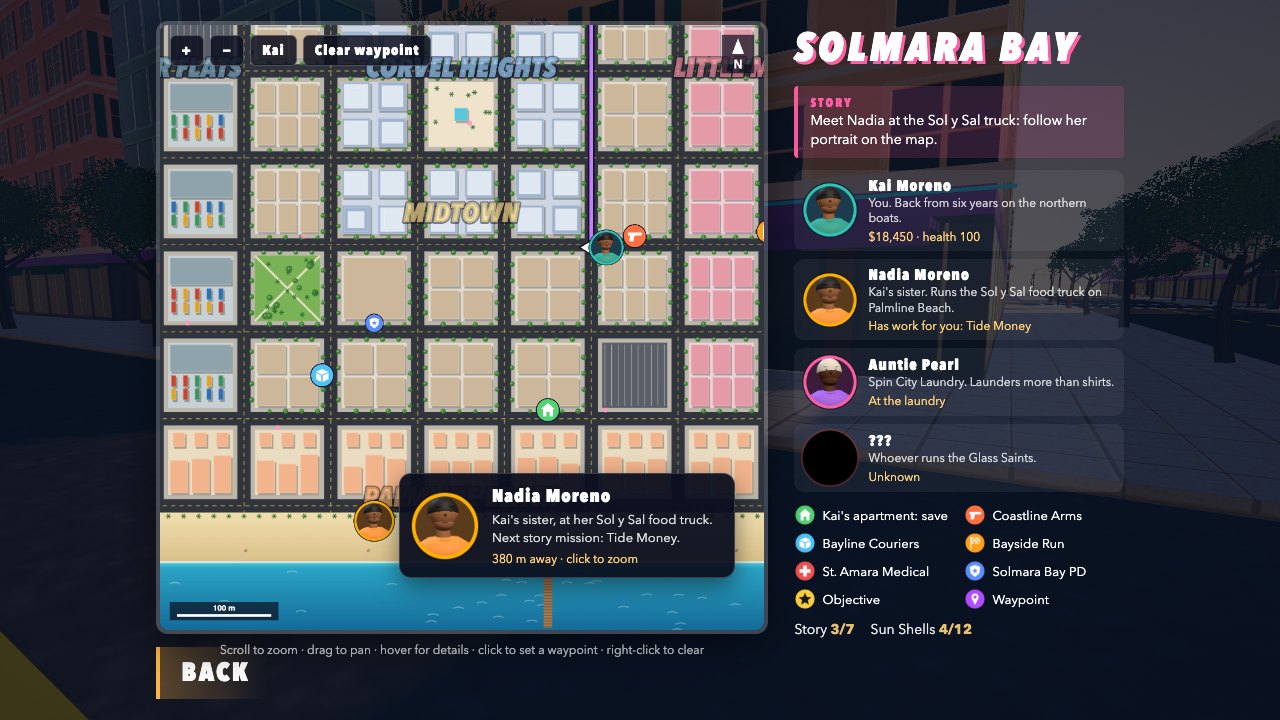 +
−
Kai
Clear waypoint
N
R FLATS
CORVEL HEIGHTS
LITTLE
MIDTOWN
Nadia Moreno
Kai's sister, at her Sol y Sal food truck.
Next story mission: Tide Money.
380 m away · click to zoom
100 m
Scroll to zoom · drag to pan · hover for details · click to set a waypoint · right-click to clear
BACK
SOLMARA BAY
STORY
Meet Nadia at the Sol y Sal truck: follow her
portrait on the map.
Kai Moreno
You. Back from six years on the northern
boats.
$18,450 · health 100
Nadia Moreno
Kai's sister. Runs the Sol y Sal food truck on
Palmline Beach.
Has work for you: Tide Money
Auntie Pearl
Spin City Laundry. Launders more than shirts.
At the laundry
???
Whoever runs the Glass Saints.
Unknown
Kai's apartment: save
Coastline Arms
Bayline Couriers
Bayside Run
St. Amara Medical
Solmara Bay PD
Objective
Waypoint
Story 3/7
Sun Shells 4/12